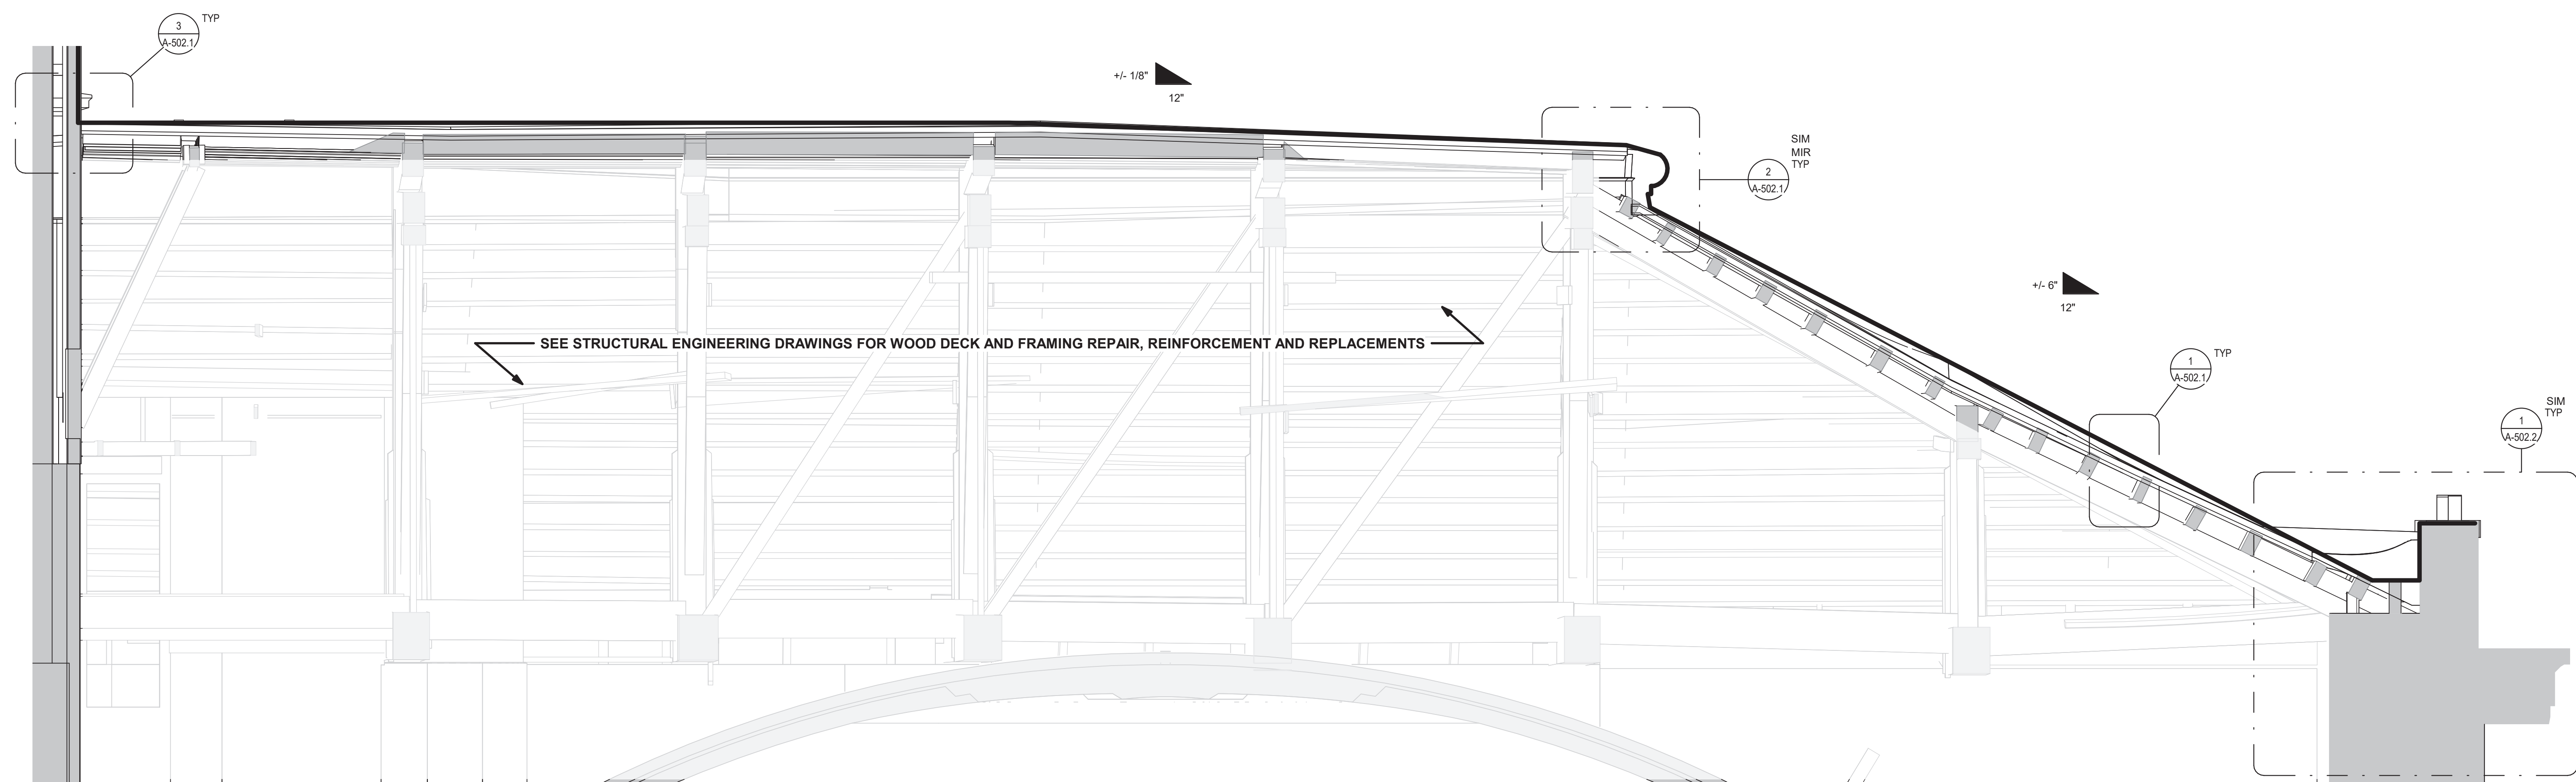 3
TYP
A-502.1
+/- 1/8"
12"
SIM
MIR
TYP
2
A-502.1
+/- 6"
12"
SEE STRUCTURAL ENGINEERING DRAWINGS FOR WOOD DECK AND FRAMING REPAIR, REINFORCEMENT AND REPLACEMENTS
1
TYP
A-502.1
SIM
TYP
1
A-502.2